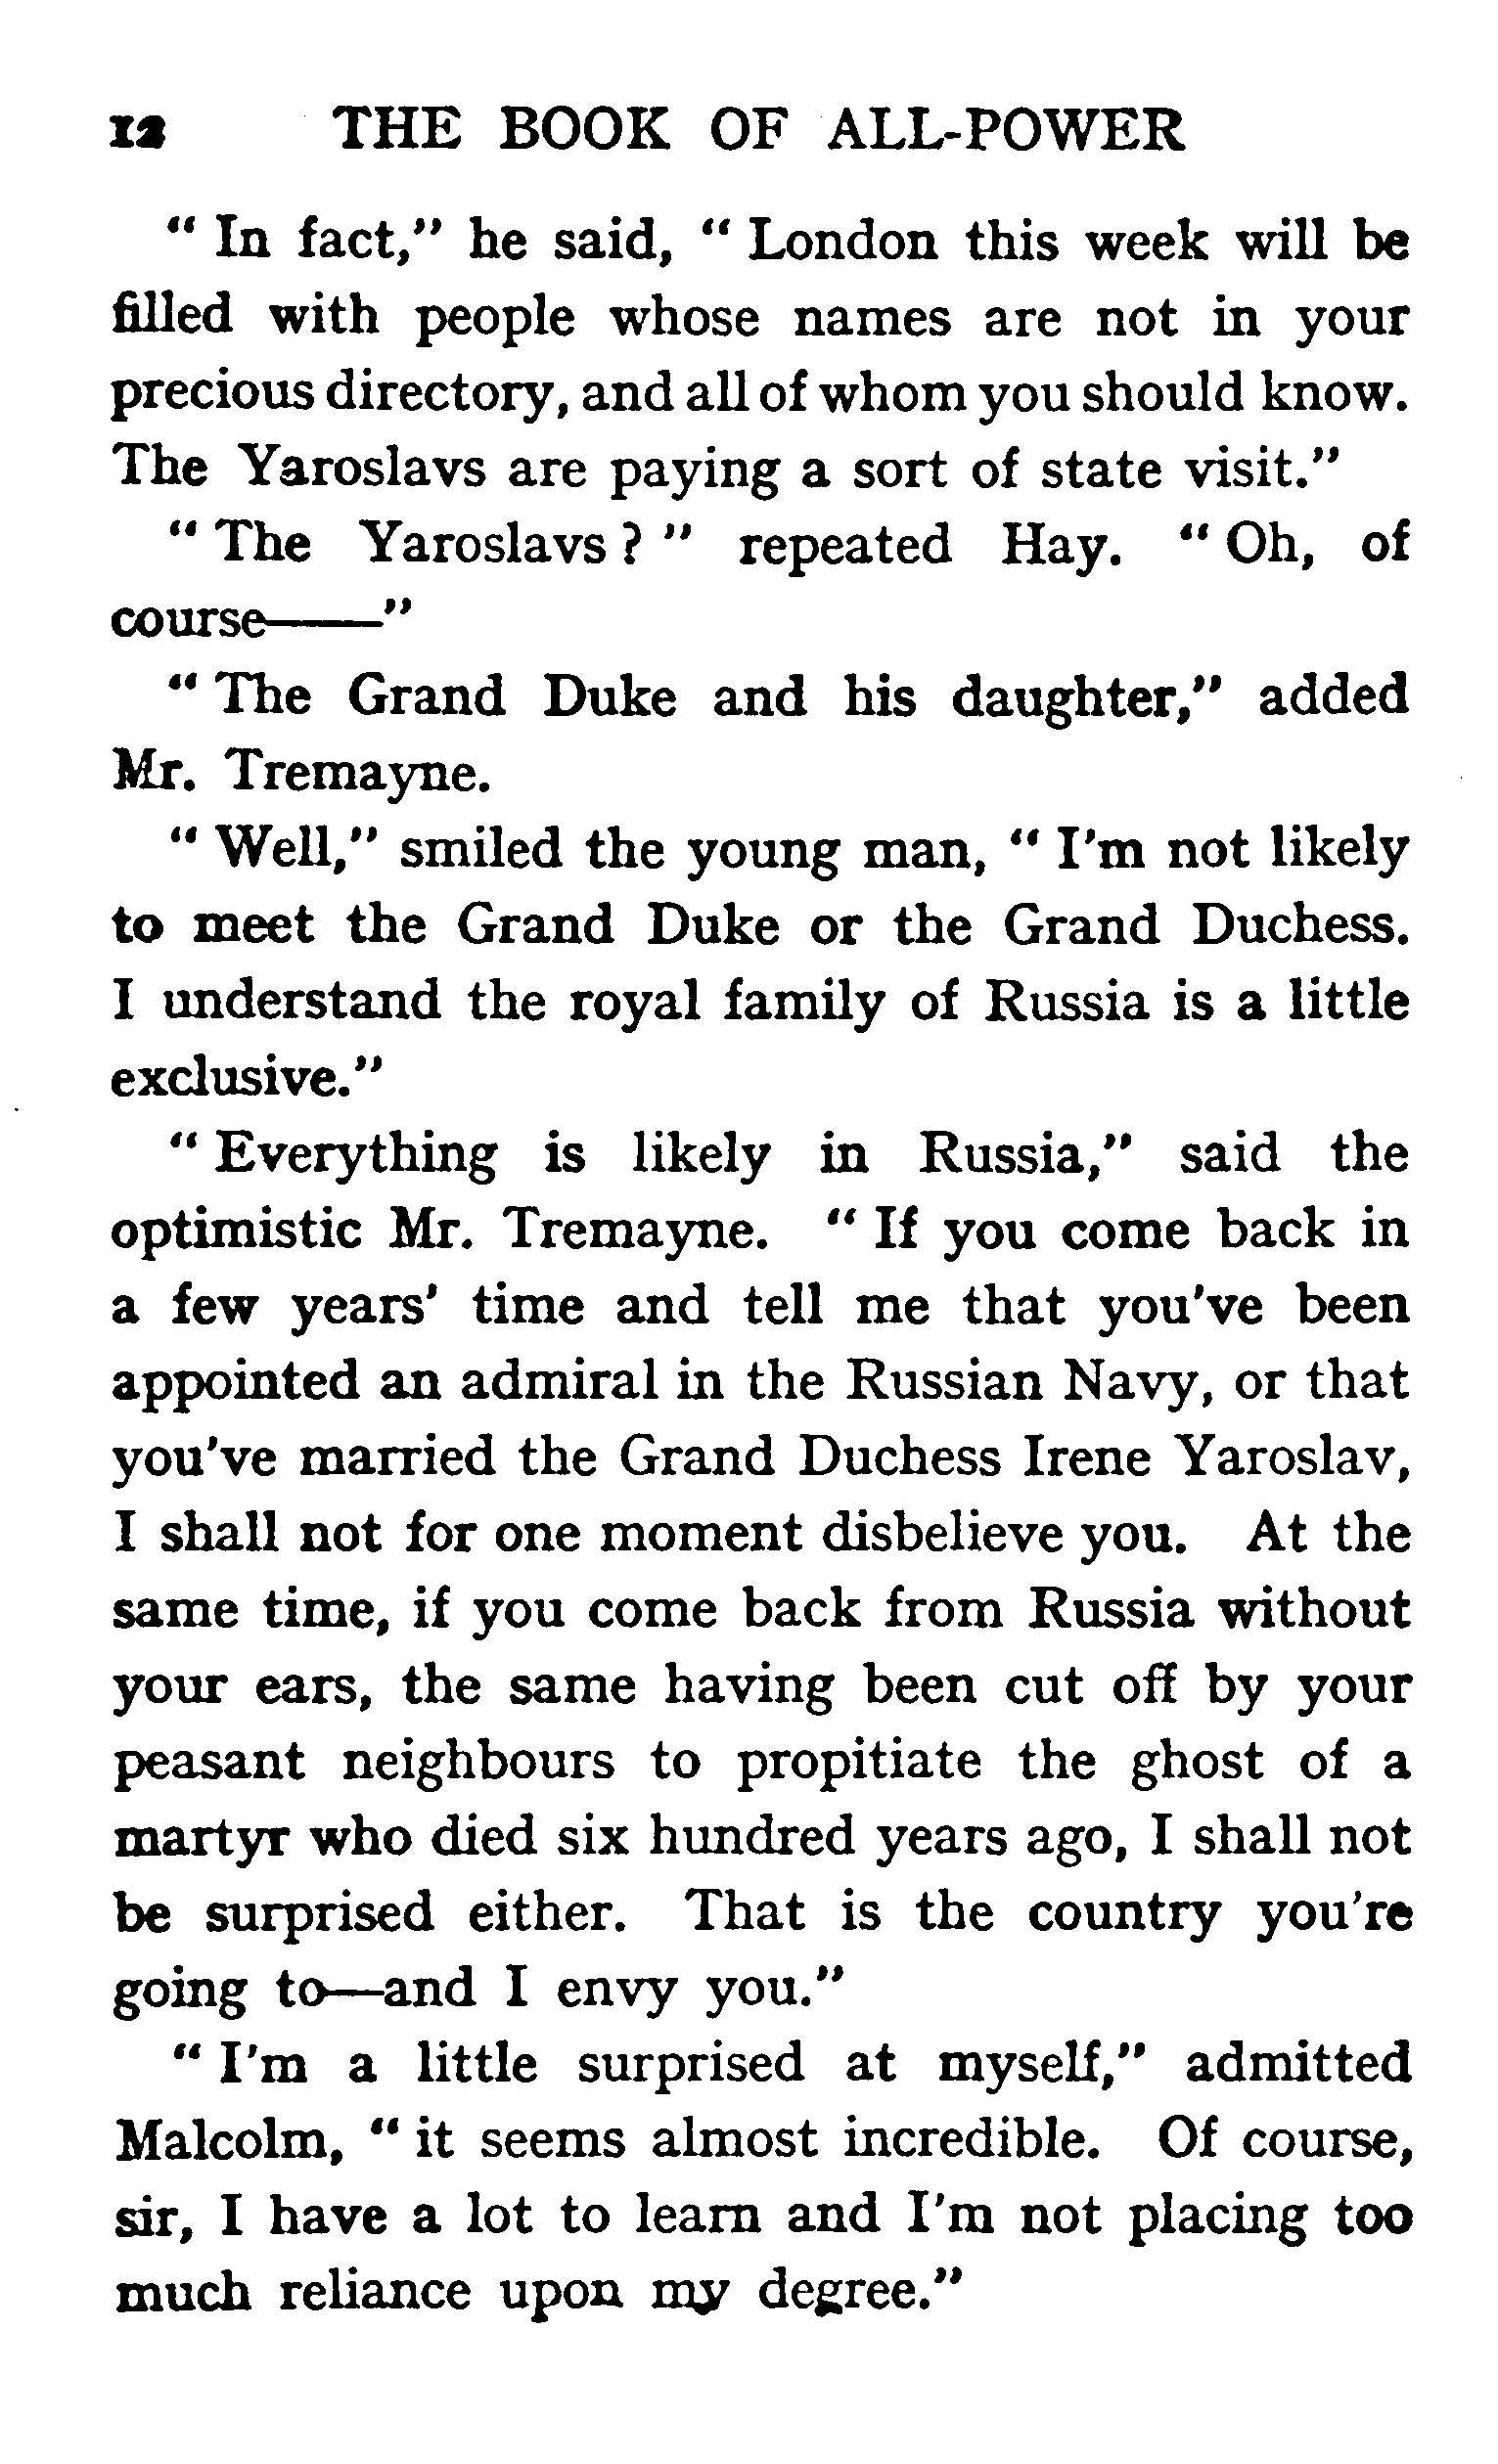 12 THE BOOK OF ALL-POWER
" In fact," he said, " London this week will be
filled with people whose names are not in your
precious directory, and all of whom you should know.
The Yaroslavs are paying a sort of state visit."
" The Yaroslavs ? " repeated Hay. " Oh, of
course——"
" The Grand Duke and his daughter," added
Mr. Tremayne.
" Well," smiled the young man, " I'm not likely
to meet the Grand Duke or the Grand Duchess.
I understand the royal family of Russia is a little
exclusive."
" Everything is likely in Russia," said the
optimistic Mr. Tremayne. " If you come back in
a few years' time and tell me that you've been
appointed an admiral in the Russian Navy, or that
you've married the Grand Duchess Irene Yaroslav,
I shall not for one moment disbelieve you. At the
same time, if you come back from Russia without
your ears, the same having been cut off by your
peasant neighbours to propitiate the ghost of a
martyr who died six hundred years ago, I shall not
be surprised either. That is the country you're
going to—and I envy you."
" I'm a little surprised at myself," admitted
Malcolm, " it seems almost incredible. Of course,
sir, I have a lot to learn and I'm not placing too
much reliance upon my degree."